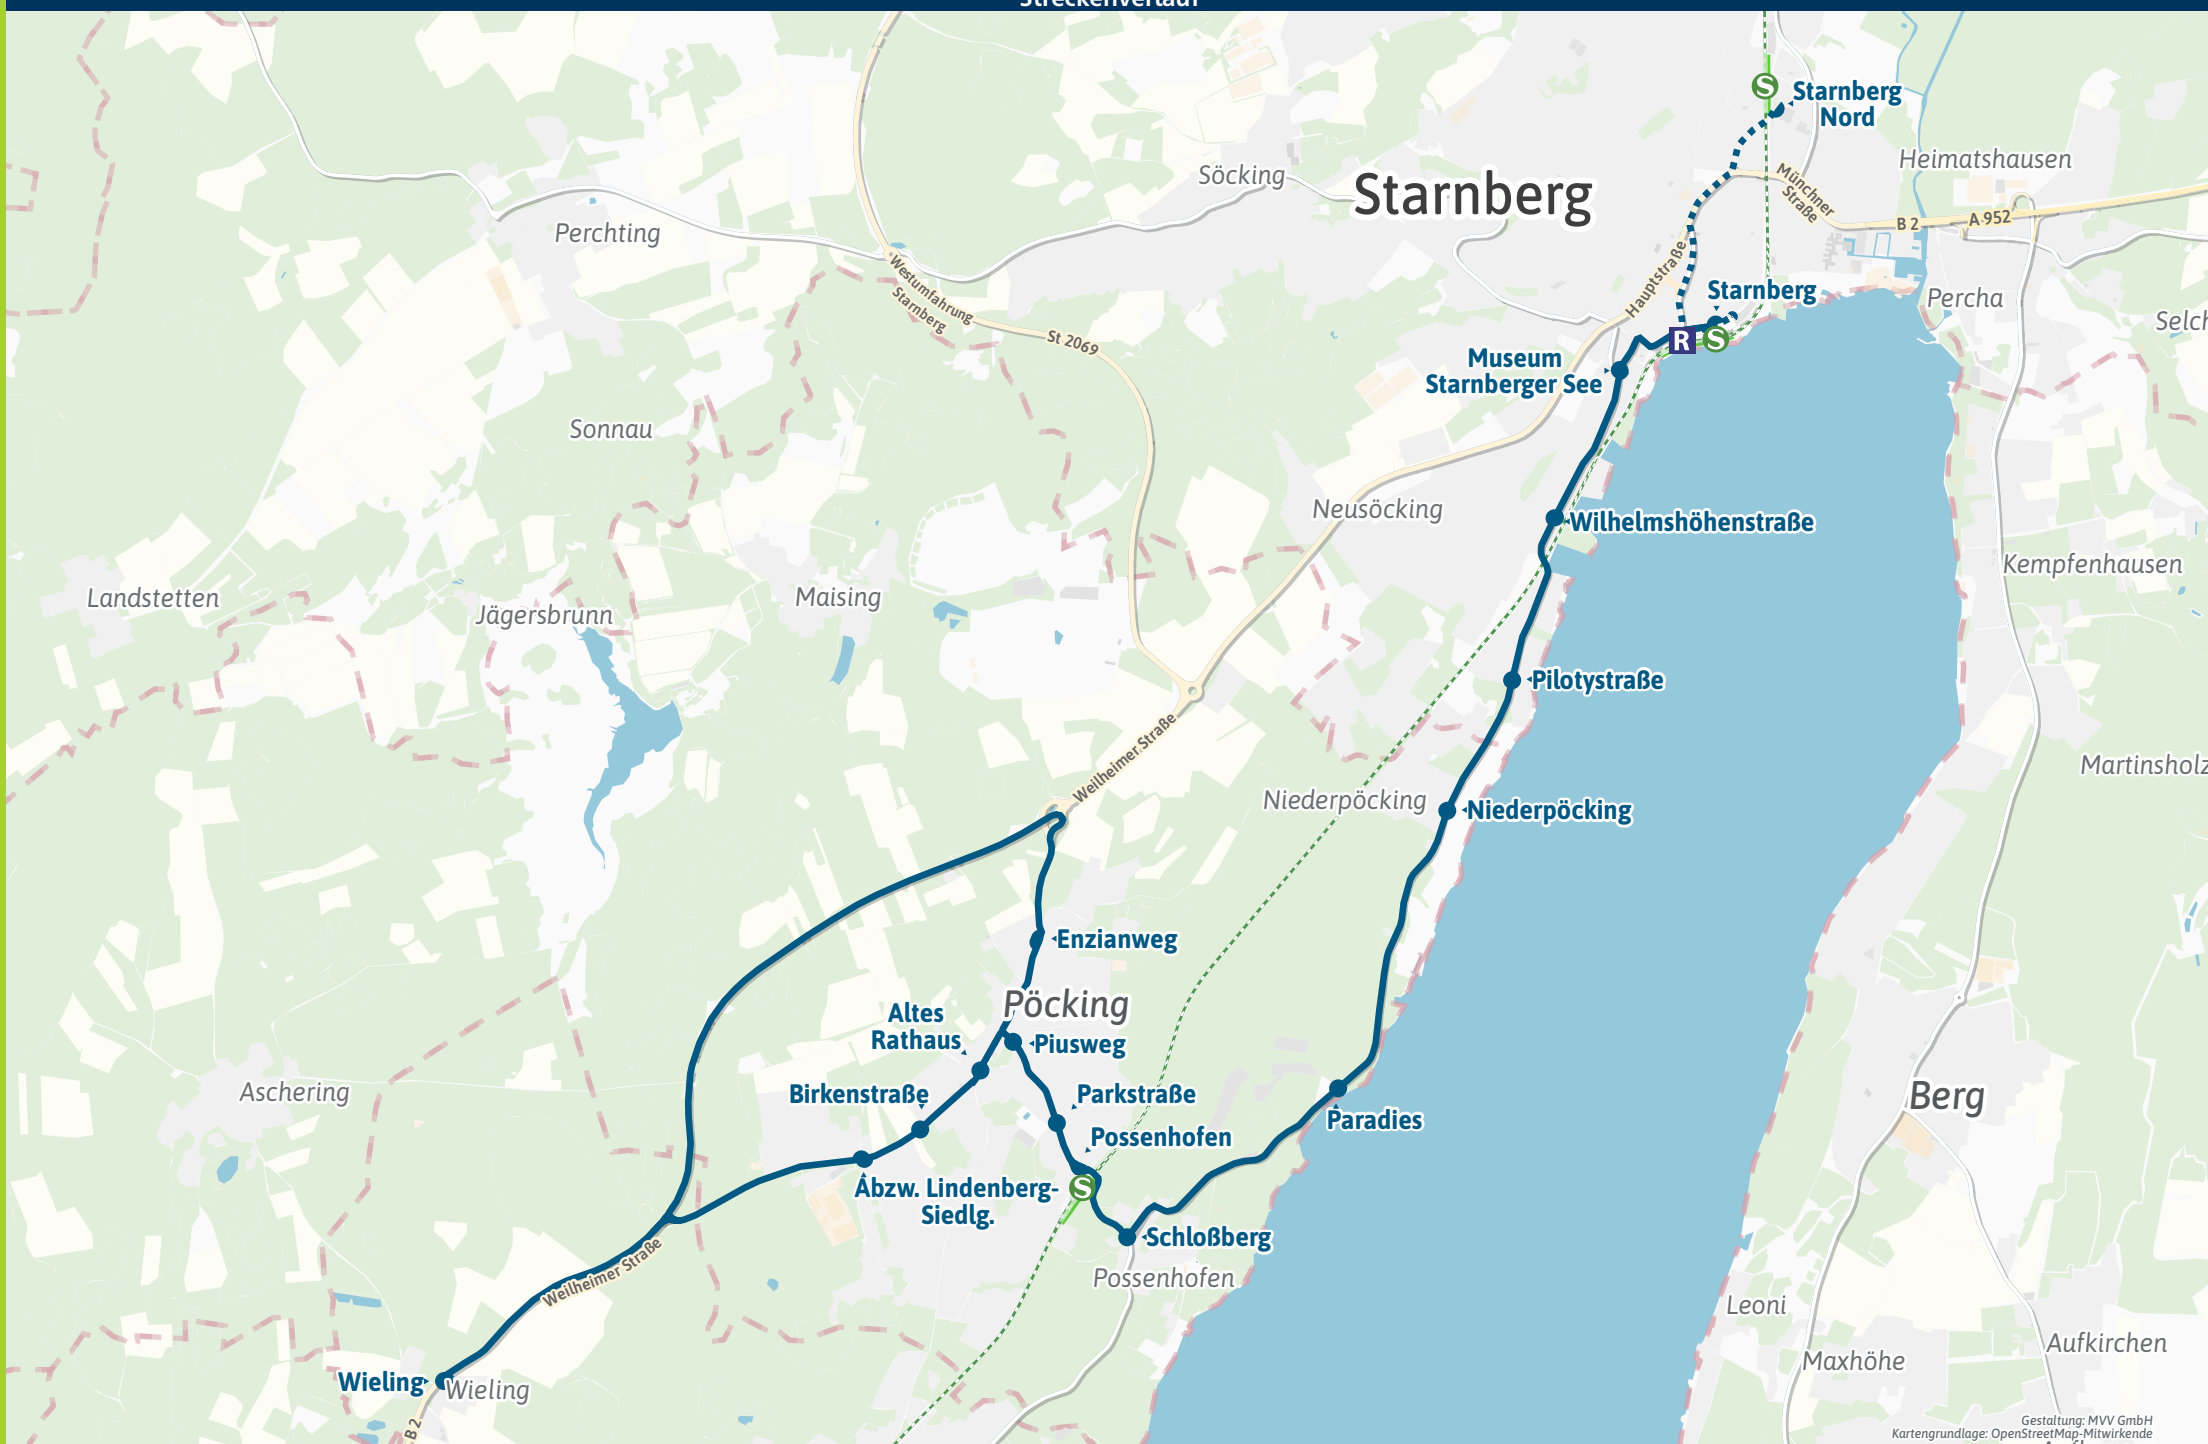 Streckenverlauf
Starnberg
Nord
Heimatshausen
Söcking
Starnberg
Münchner
Straße
B 2
A 952
Perchting
Westumfahrung
Starnberg
Hauptstraße
Starnberg
Percha
St 2069
R
S
S
Museum
Starnberger See
Sonnau
Neusöcking
Wilhelmshöhenstraße
Kempfenhausen
Landstetten
Jägersbrunn
Maising
Pilotystraße
Weilheimer Straße
Martinsholz
Niederpöcking
Niederpöcking
Enzianweg
Pöcking
Altes
Rathaus
Piusweg
Aschering
Birkenstraße
Parkstraße
Berg
Paradies
Possenhofen
Abzw. Lindenberg-
Siedlg.
S
Schloßberg
Weilheimer Straße
Possenhofen
Leoni
Aufkirchen
Maxhöhe
Wieling
Wieling
B 2
Gestaltung: MVV GmbH
Kartengrundlage: OpenStreetMap-Mitwirkende